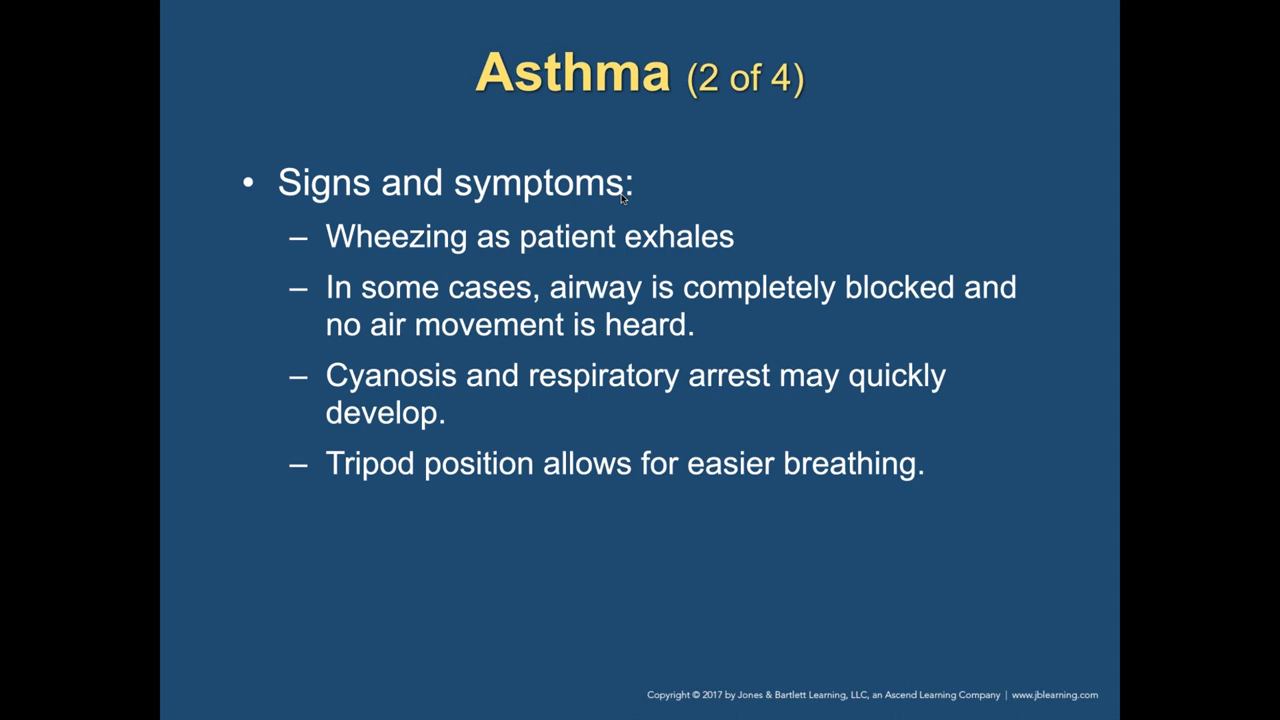 Asthma (2 of 4)
• Signs and symptoms:
– Wheezing as patient exhales
– In some cases, airway is completely blocked and
no air movement is heard.
– Cyanosis and respiratory arrest may quickly
develop.
– Tripod position allows for easier breathing.
Copyright © 2017 by Jones & Bartlett Learning, LLC, an Ascend Learning Company | www.jblearning.com